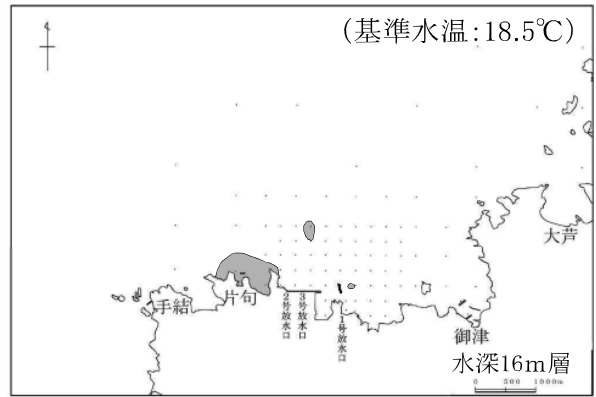 (基準水温:18.5℃)
大芦
片句
手結
2号放水口
3号放水口
1号放水口
御津
水深16m層
0 500 1000m